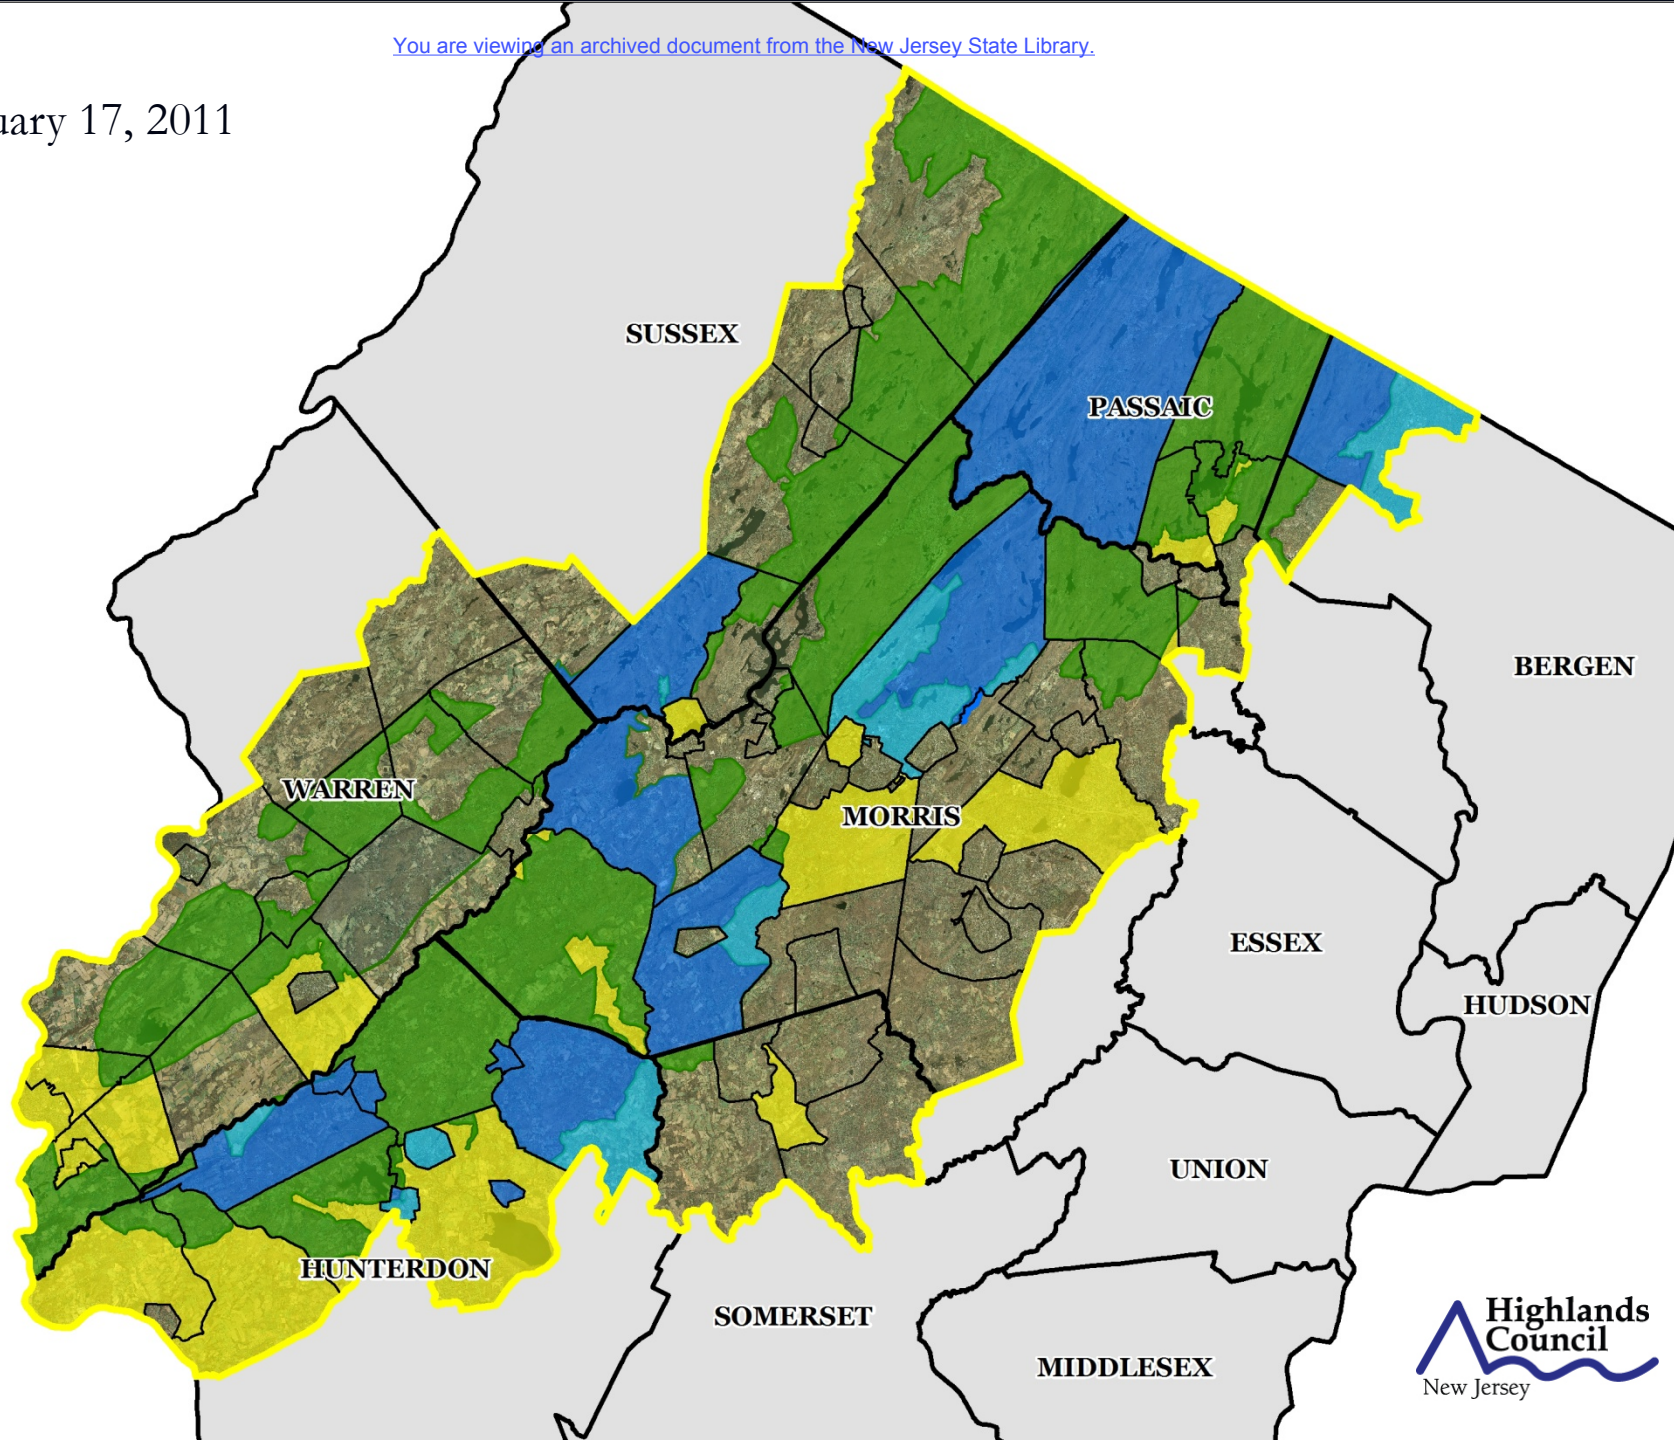 You are viewing an archived document from the New Jersey State Library.
17, 2011
SUSSEX
PASSAIC
BERGEN
WARREN
MORRIS
ESSEX
HUDSON
UNION
HUNTERDON
SOMERSET
MIDDLESEX
Highlands
Council
New Jersey